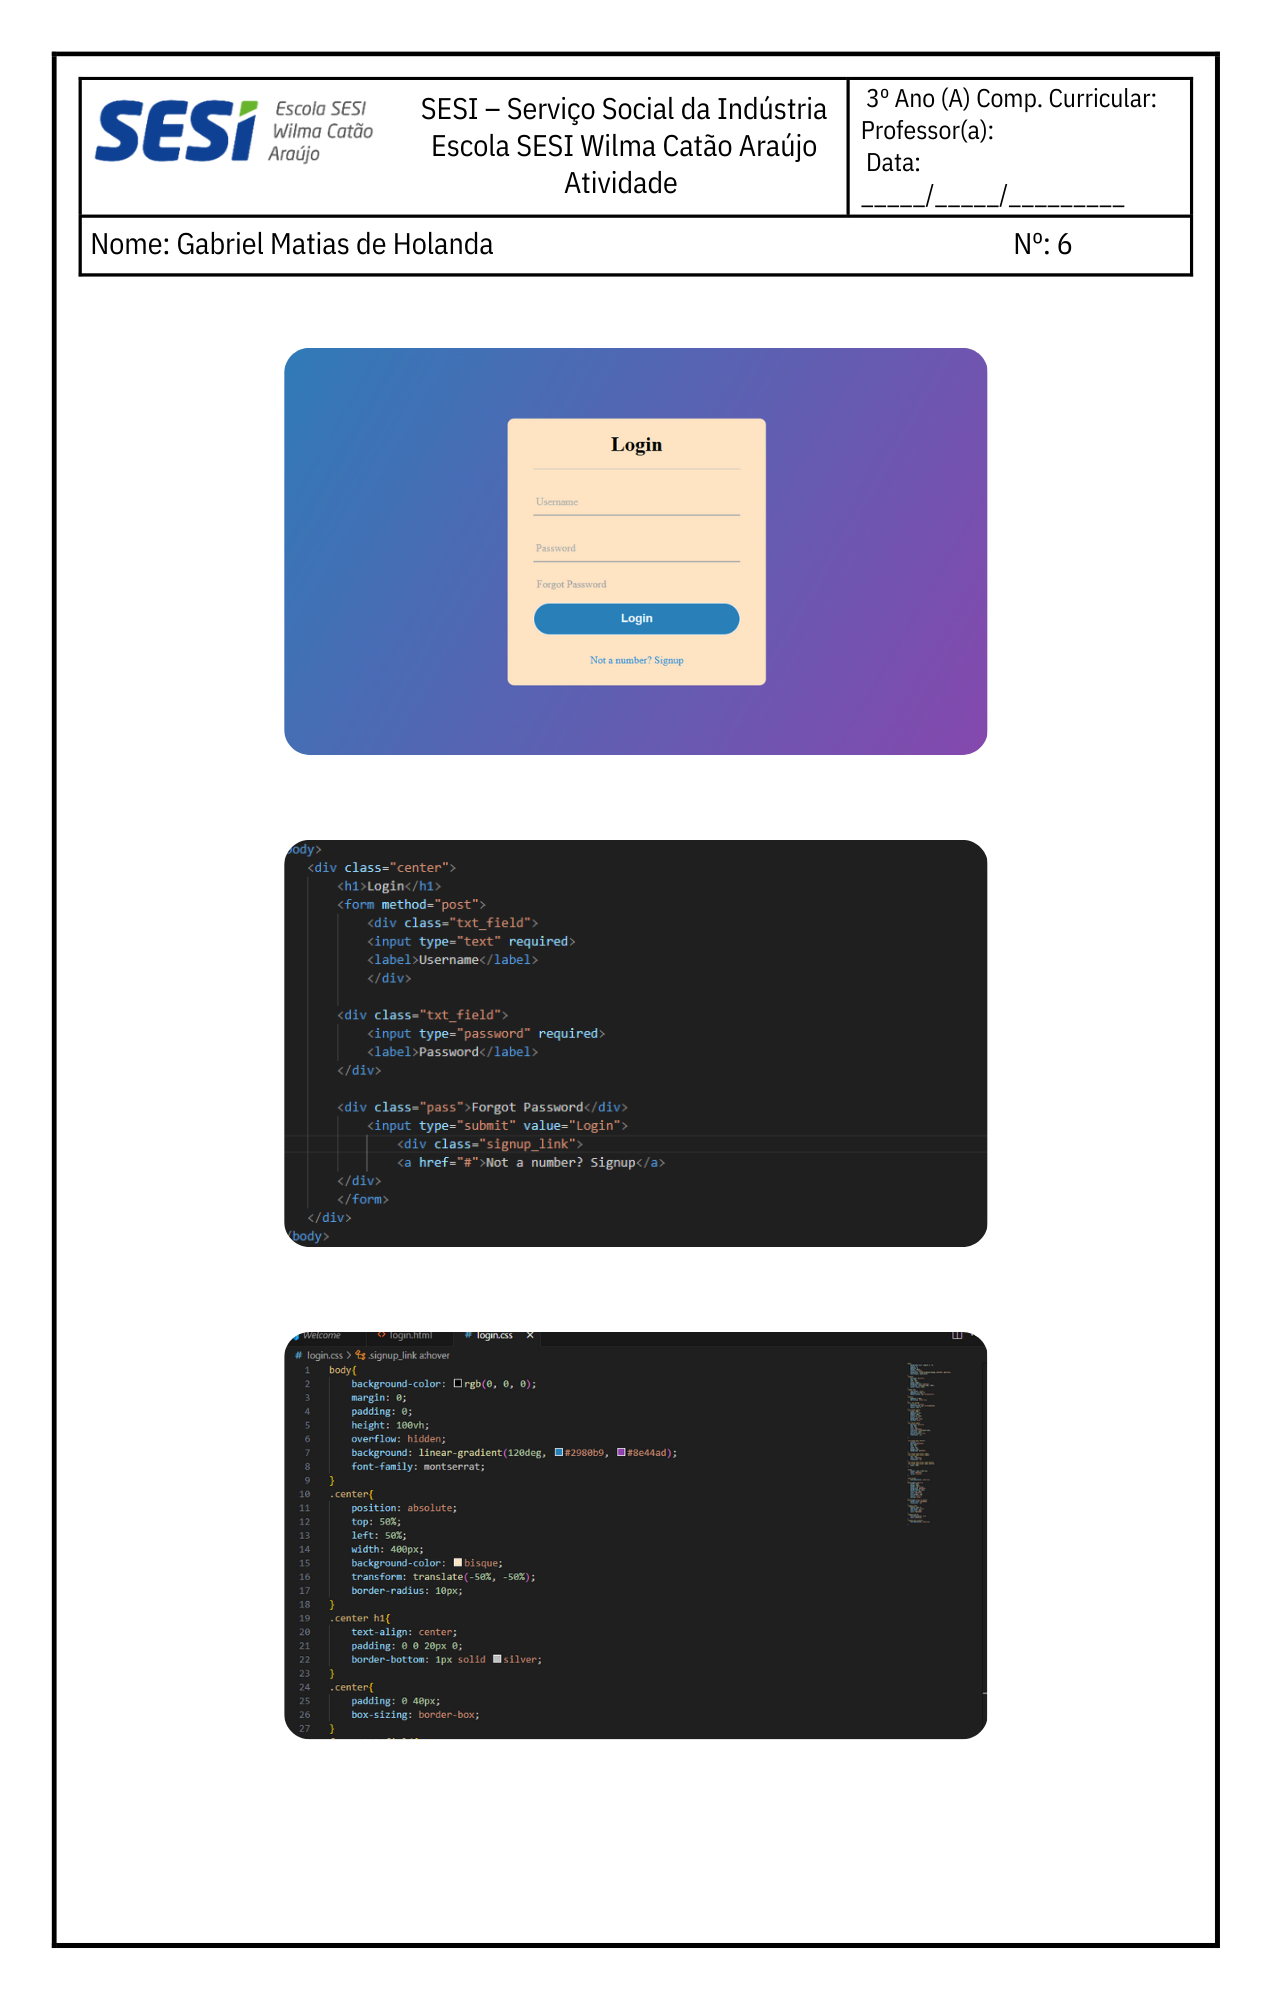 SESI
Escola SESI
Wilma Catão
Araújo
SESI – Serviço Social da Indústria
Escola SESI Wilma Catão Araújo
Atividade
3º Ano (A) Comp. Curricular:
Professor(a):
Data:
_____/_____/_________
Nome: Gabriel Matias de Holanda Nº: 6
Login
Username
Password
Forgot Password
Login
Not a number? Signup
body>
<div class="center">
<h1>Login</h1>
<form method="post">
<div class="txt_field">
<input type="text" required>
<label>Username</label>
</div>
<div class="txt_field">
<input type="password" required>
<label>Password</label>
</div>
<div class="pass">Forgot Password</div>
<input type="submit" value="Login">
<div class="signup_link">
<a href="#">Not a number? Signup</a>
</div>
</form>
</div>
/body>
Welcome <> login.html # login.css ✕
# login.css > .signup_link a:hover
1 body{
2 background-color: rgb(0, 0, 0);
3 margin: 0;
4 padding: 0;
5 height: 100vh;
6 overflow: hidden;
7 background: linear-gradient(120deg, #2980b9, #8e44ad);
8 font-family: montserrat;
9 }
10 .center{
11 position: absolute;
12 top: 50%;
13 left: 50%;
14 width: 400px;
15 background-color: bisque;
16 transform: translate(-50%, -50%);
17 border-radius: 10px;
18 }
19 .center h1{
20 text-align: center;
21 padding: 0 0 20px 0;
22 border-bottom: 1px solid silver;
23 }
24 .center{
25 padding: 0 40px;
26 box-sizing: border-box;
27 }